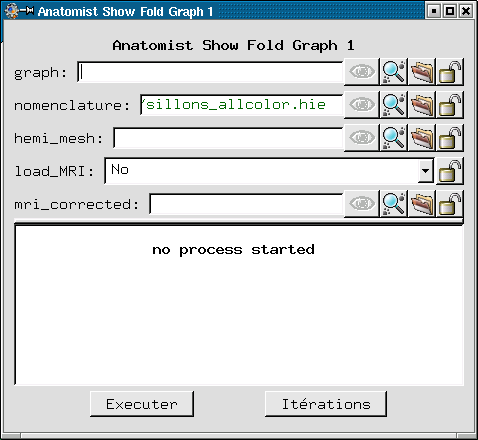 Anatomist Show Fold Graph 1
Anatomist Show Fold Graph 1
graph:
nomenclature: /sillons_allcolor.hie
hemi_mesh:
load_MRI: No
mri_corrected:
no process started
Executer Itérations